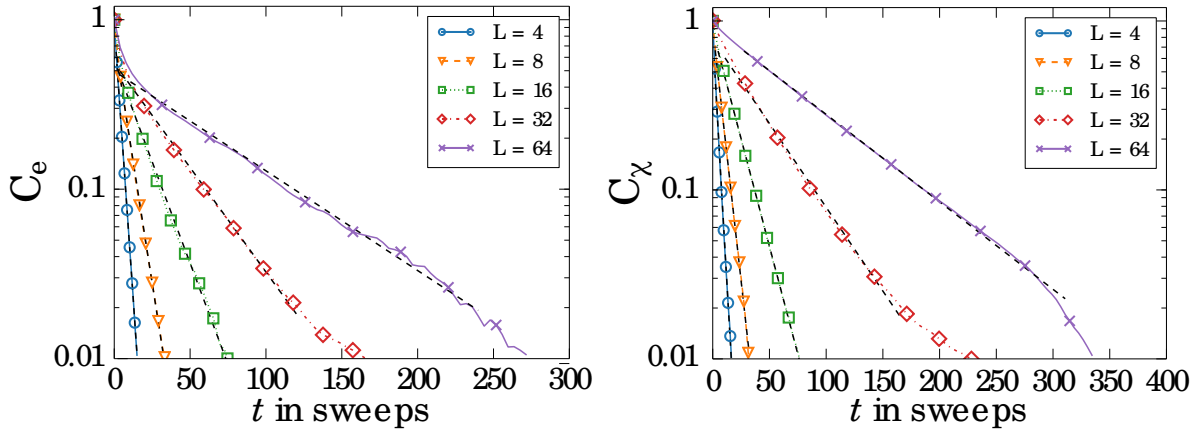 1
0.1
0.01
C_e
0 50 100 150 200 250 300
t in sweeps
L = 4
L = 8
L = 16
L = 32
L = 64
1
0.1
0.01
C_χ
0 50 100 150 200 250 300 350 400
t in sweeps
L = 4
L = 8
L = 16
L = 32
L = 64